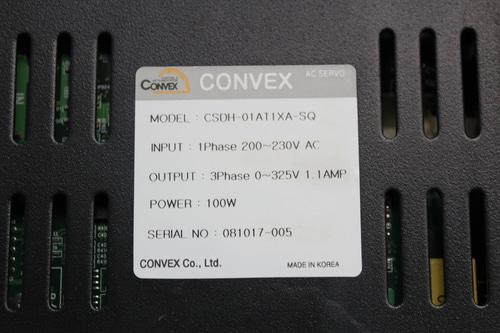 CONVEX
CONVEX
AC SERVO
MODEL : CSDH-01AT1XA-SQ
INPUT : 1Phase 200~230V AC
OUTPUT : 3Phase 0~325V 1.1AMP
POWER : 100W
SERIAL NO : 081017-005
CONVEX Co., Ltd.
MADE IN KOREA